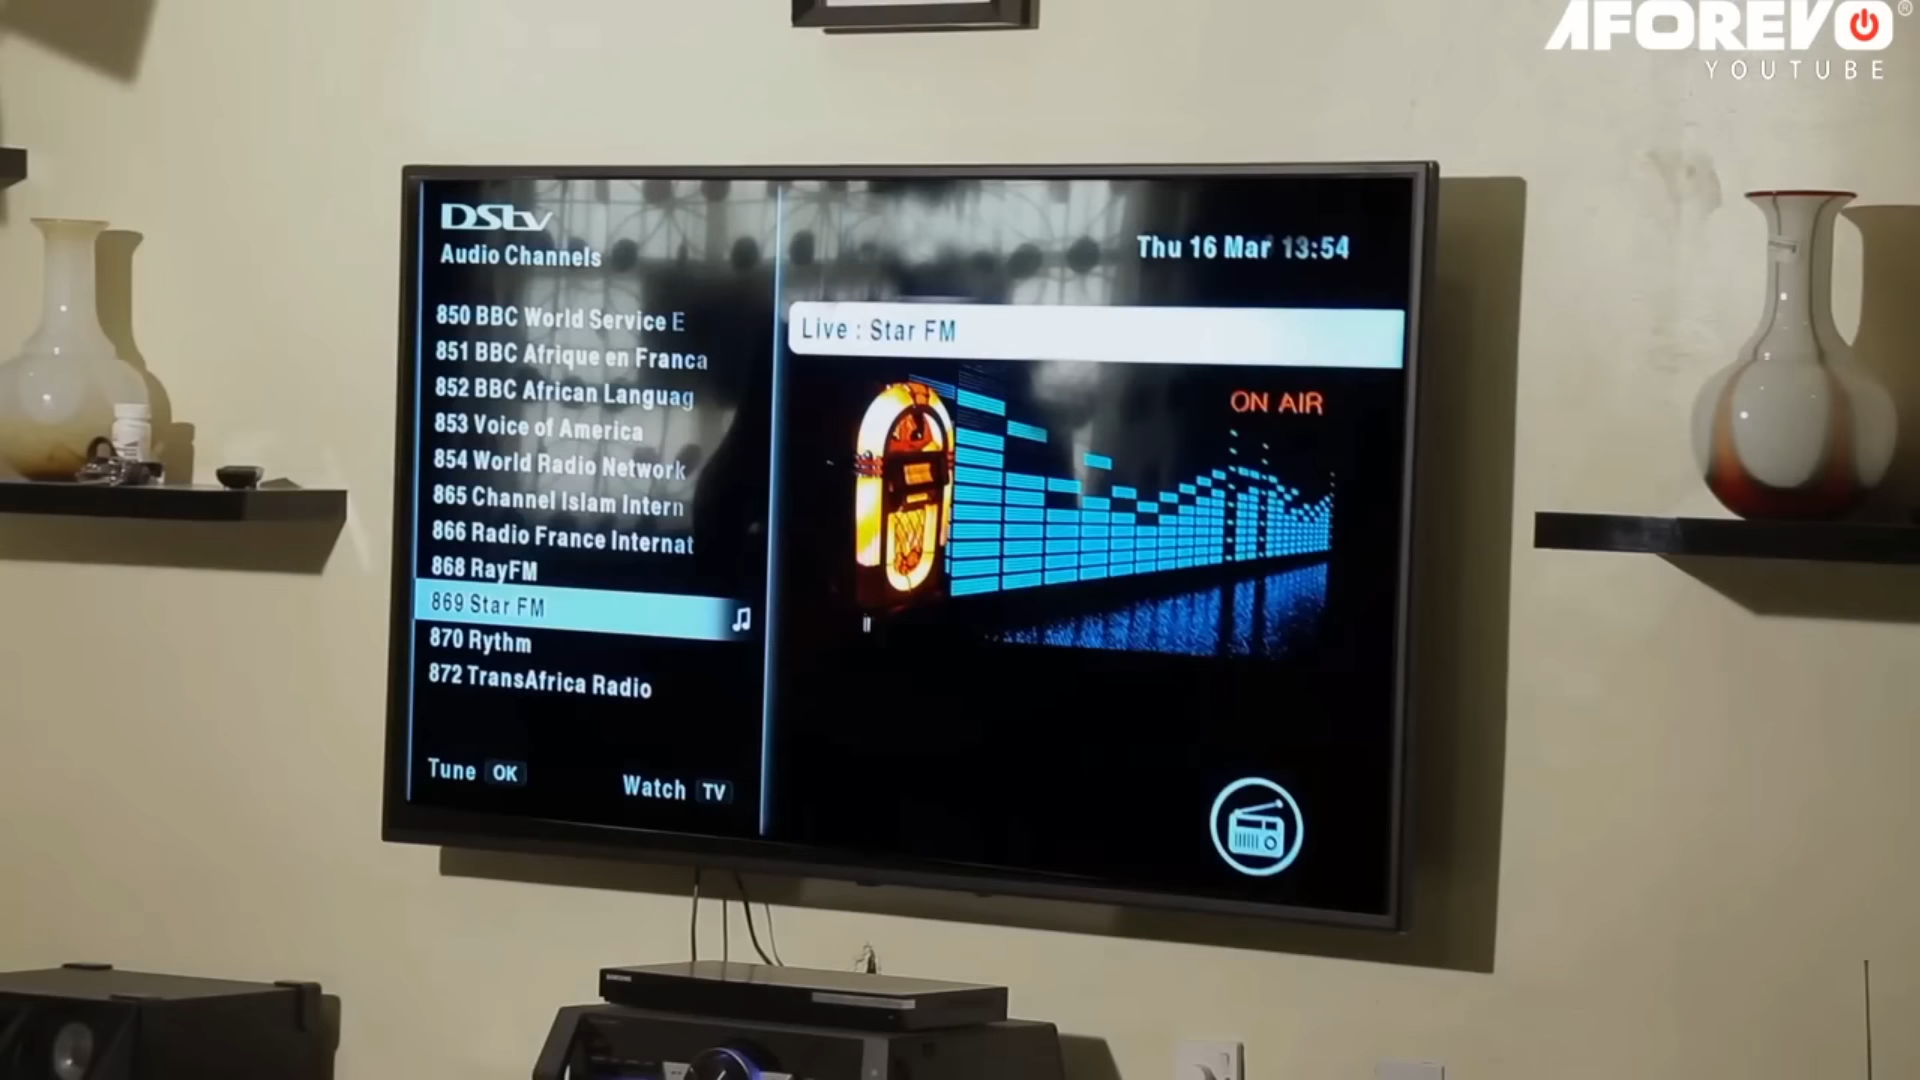 AFOREVO®
YOUTUBE
DStv
Audio Channels
Thu 16 Mar 13:54
850 BBC World Service E
851 BBC Afrique en Franca
852 BBC African Languag
853 Voice of America
854 World Radio Network
865 Channel Islam Intern
866 Radio France Internat
868 RayFM
869 Star FM
870 Rythm
872 TransAfrica Radio
Live : Star FM
ON AIR
Tune OK
Watch TV
SAMSUNG